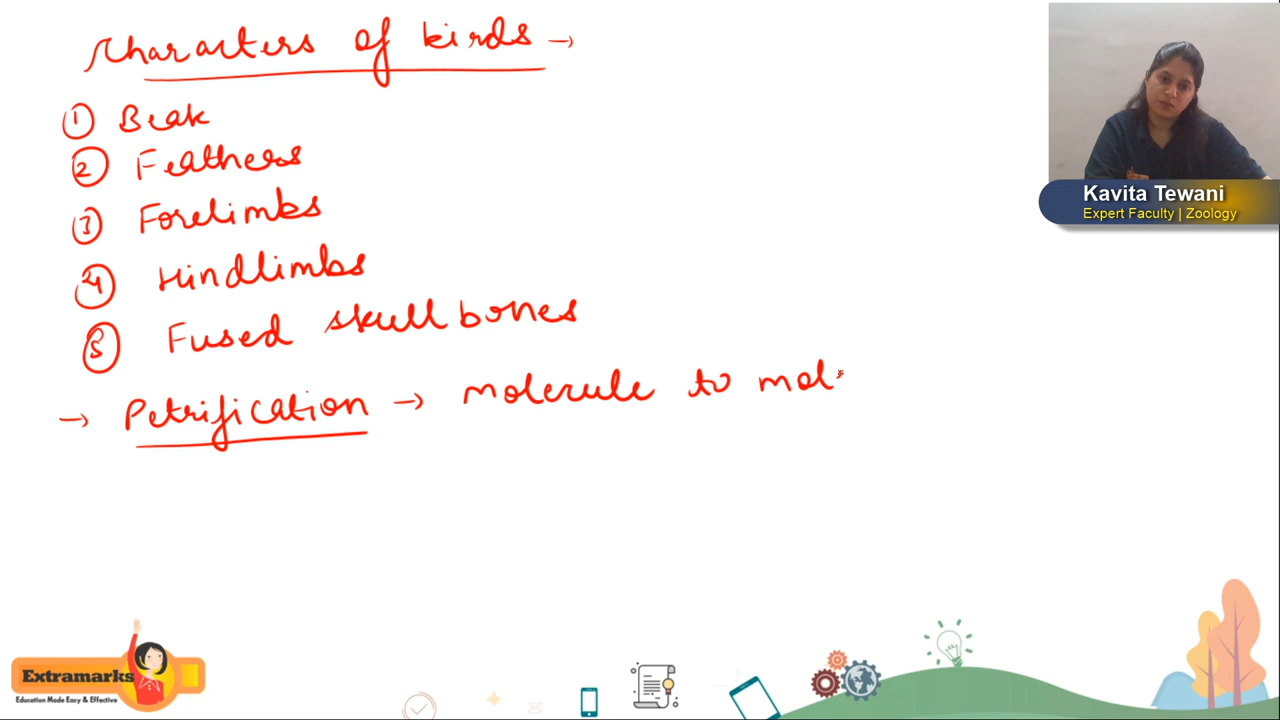 Characters of birds →
① Beak
② Feathers
③ Forelimbs
④ Hindlimbs
⑤ Fused skull bones
→ Petrification → molecule to mol
Kavita Tewani
Expert Faculty | Zoology
Extramarks
Education Made Easy & Effective